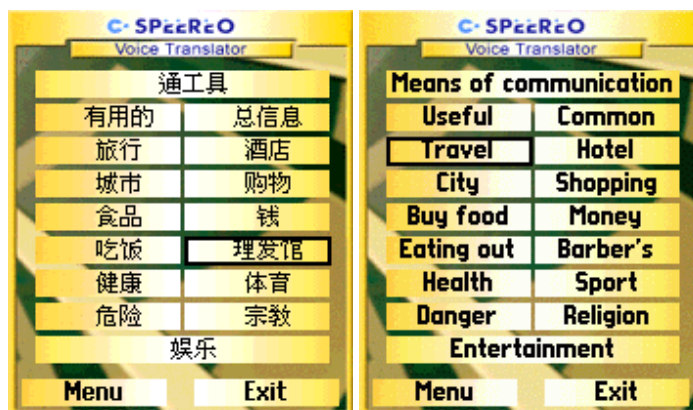 SPEEREO
Voice Translator
通工具
有用的 总信息
旅行 酒店
城市 购物
食品 钱
吃饭 理发馆
健康 体育
危险 宗教
娱乐
Menu Exit
SPEEREO
Voice Translator
Means of communication
Useful Common
Travel Hotel
City Shopping
Buy food Money
Eating out Barber's
Health Sport
Danger Religion
Entertainment
Menu Exit